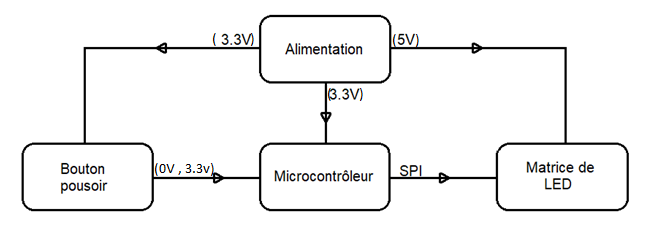 ( 3.3V)
Alimentation
(5V)
(3.3V)
Bouton
pousoir
(0V , 3.3v)
Microcontrôleur
SPI
Matrice de
LED